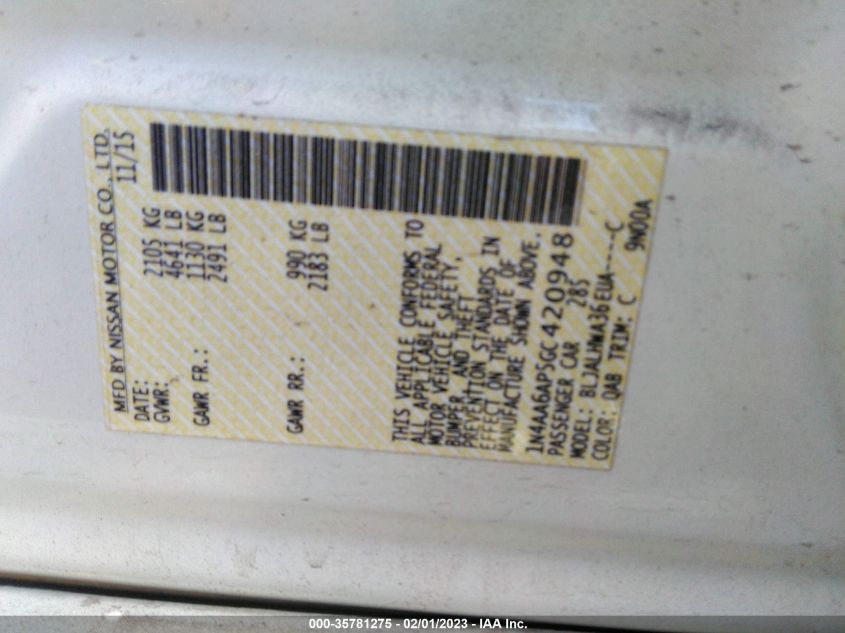 MFD BY NISSAN MOTOR CO., LTD.
DATE: 11/15
GVWR: 2105 KG
4641 LB
GAWR FR.: 1130 KG
2491 LB
GAWR RR.: 990 KG
2183 LB
THIS VEHICLE CONFORMS TO
ALL APPLICABLE FEDERAL
MOTOR VEHICLE SAFETY,
BUMPER, AND THEFT
PREVENTION STANDARDS IN
EFFECT ON THE DATE OF
MANUFACTURE SHOWN ABOVE.
1N4AA6AP5GC420948
PASSENGER CAR 285
MODEL: BLJALHWA36EUA----C
COLOR: QAB TRIM: C 9M00A
000-35781275 - 02/01/2023 - IAA Inc.